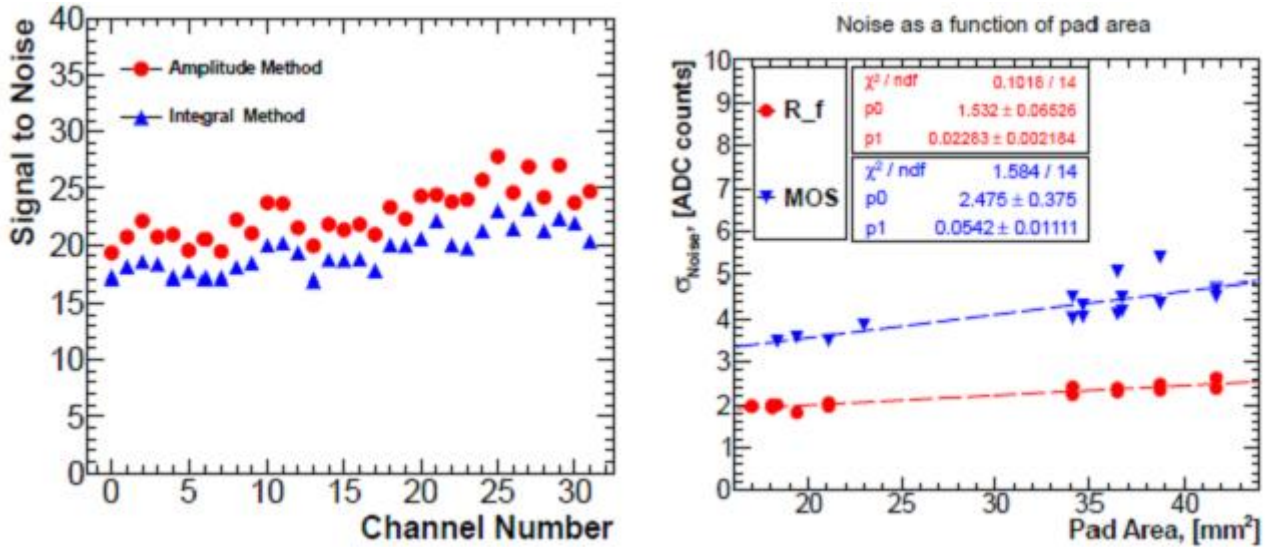 40
35
30
25
20
15
10
5
0
Signal to Noise
Amplitude Method
Integral Method
0 5 10 15 20 25 30
Channel Number
Noise as a function of pad area
10
9
8
7
6
5
4
3
2
1
0
σNoise, [ADC counts]
R_f
MOS
χ² / ndf 0.1018 / 14
p0 1.532 ± 0.06526
p1 0.02283 ± 0.002184
χ² / ndf 1.584 / 14
p0 2.475 ± 0.375
p1 0.0542 ± 0.01111
20 25 30 35 40
Pad Area, [mm²]